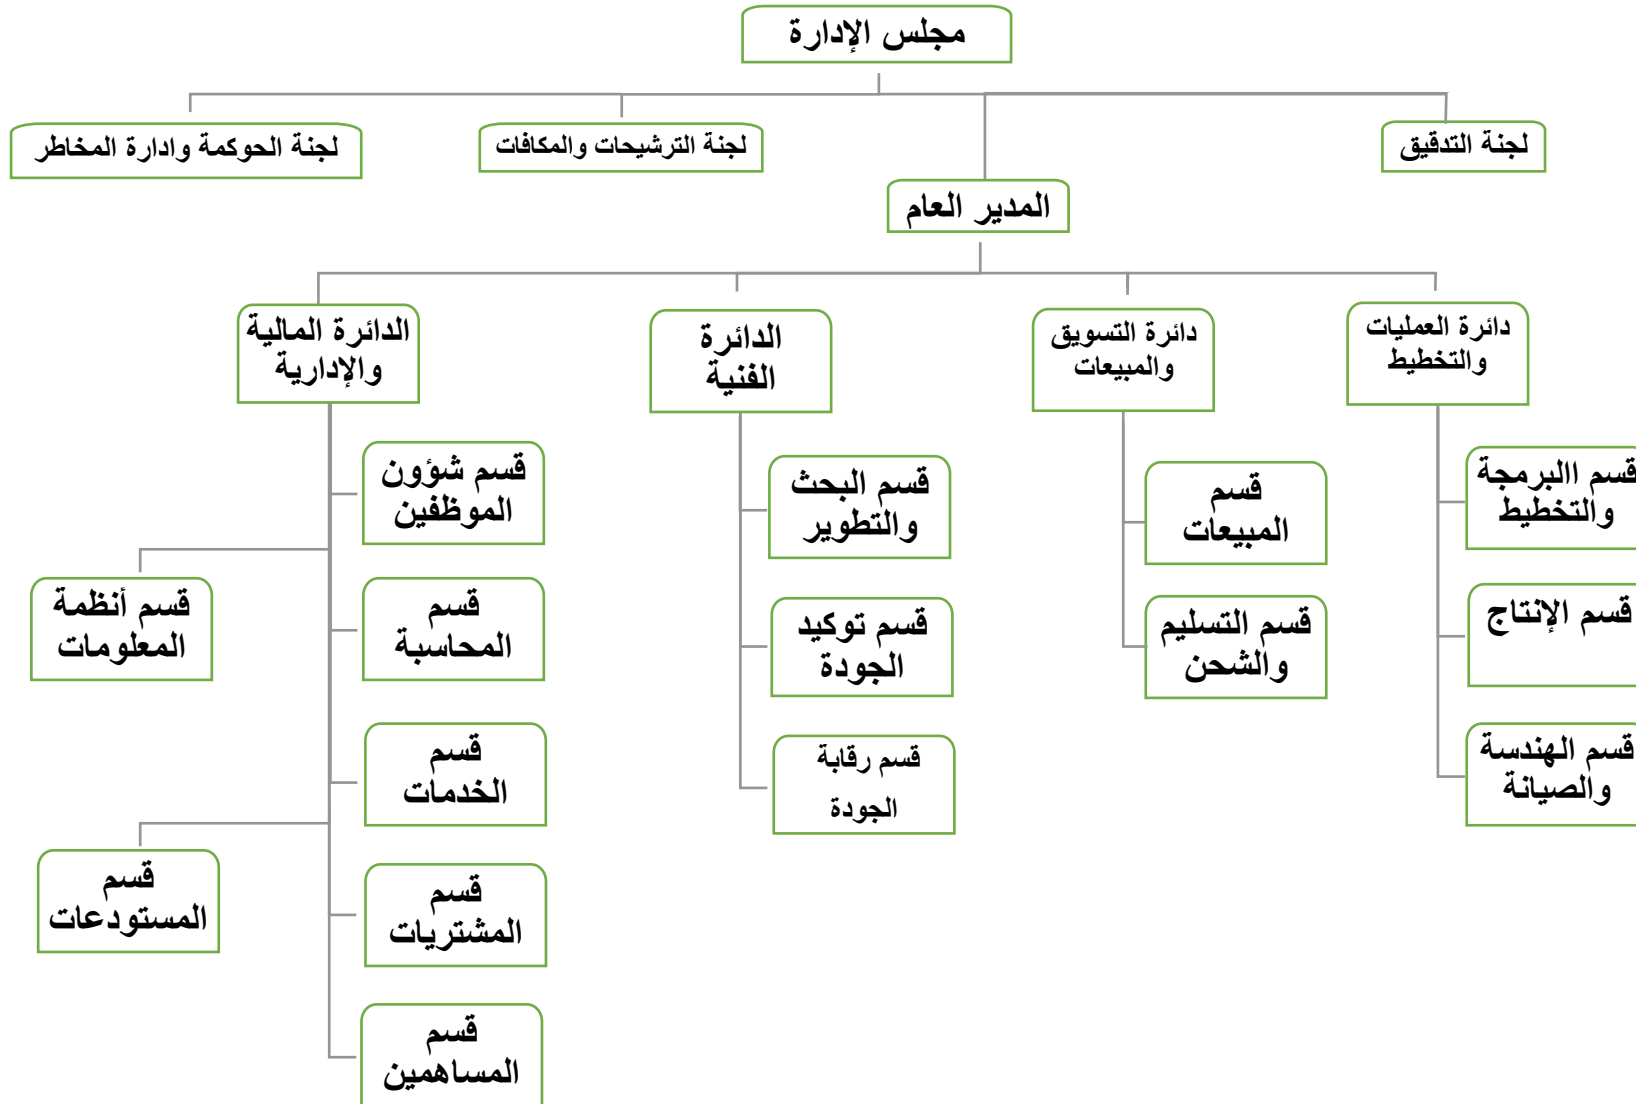 مجلس الإدارة
لجنة التدقيق
لجنة الترشيحات والمكافات
لجنة الحوكمة وادارة المخاطر
المدير العام
دائرة العمليات
والتخطيط
دائرة التسويق
والمبيعات
الدائرة
الفنية
الدائرة المالية
والإدارية
قسم االبرمجة
والتخطيط
قسم الإنتاج
قسم الهندسة
والصيانة
قسم
المبيعات
قسم التسليم
والشحن
قسم البحث
والتطوير
قسم توكيد
الجودة
قسم رقابة
الجودة
قسم شؤون
الموظفين
قسم
المحاسبة
قسم
الخدمات
قسم
المشتريات
قسم
المساهمين
قسم أنظمة
المعلومات
قسم
المستودعات